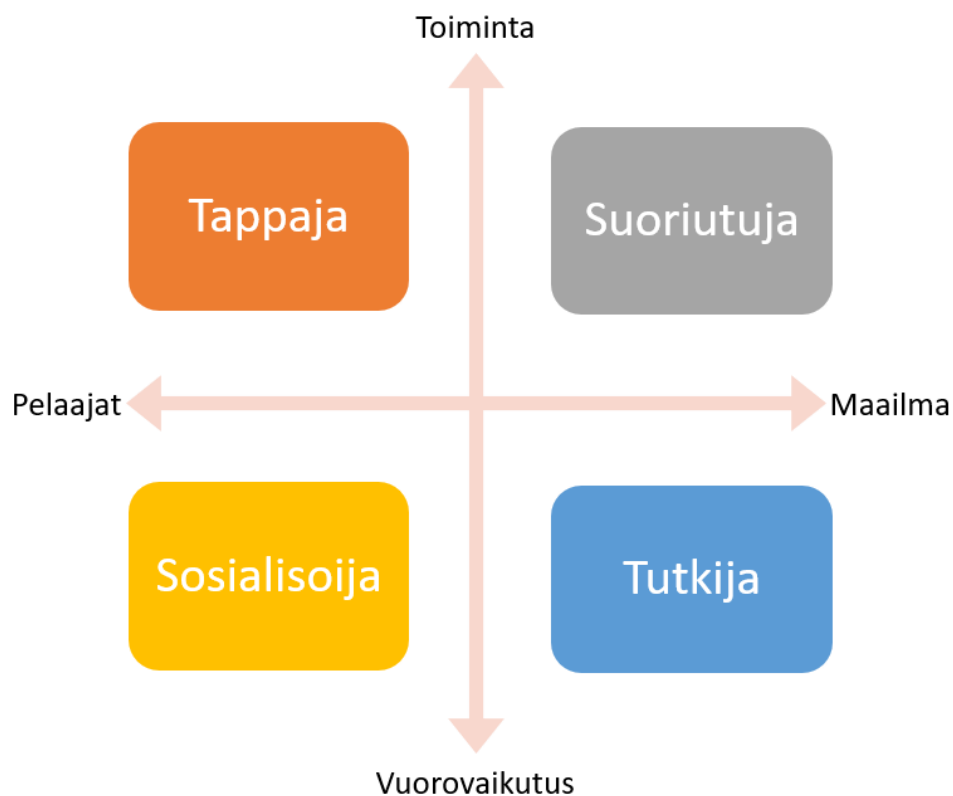 Toiminta
Tappaja
Suoriutuja
Pelaajat
Maailma
Sosialisoija
Tutkija
Vuorovaikutus